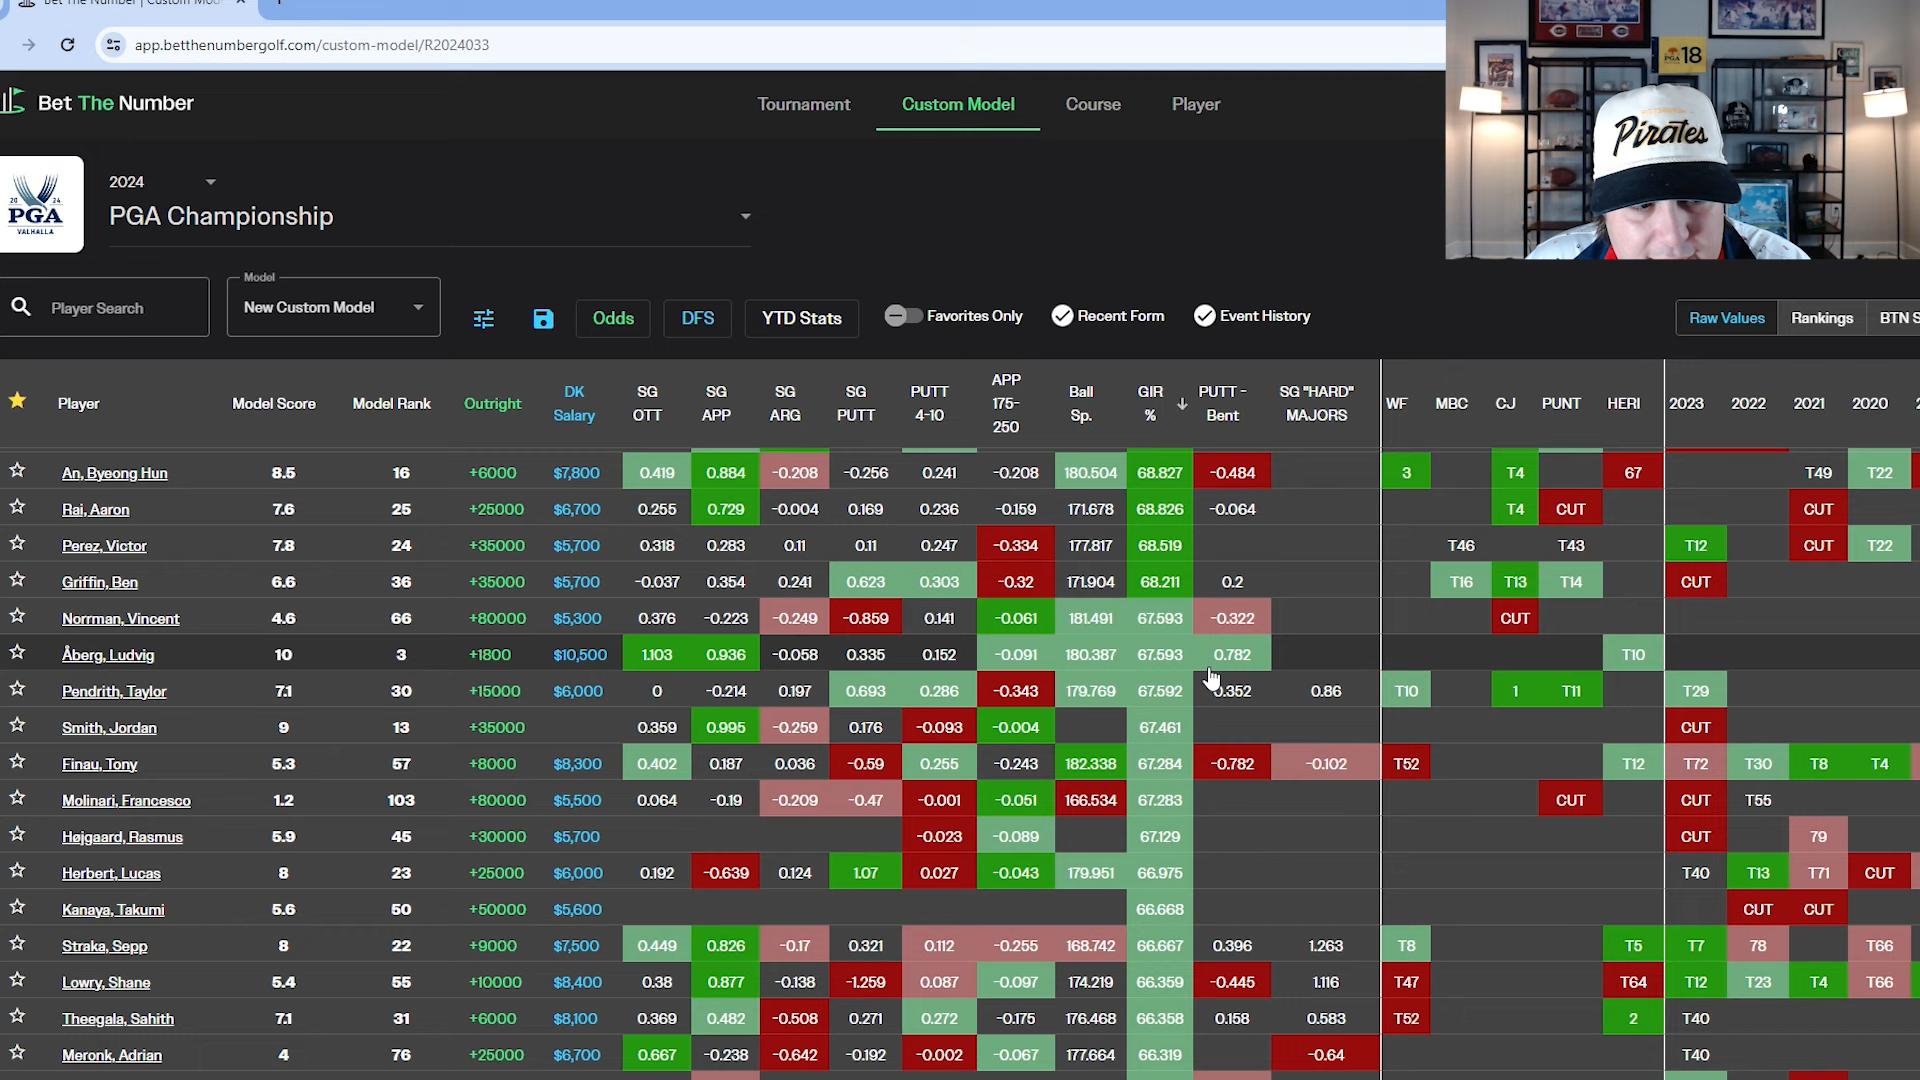 Bet The Number | Custom Mod
app.betthenumbergolf.com/custom-model/R2024033
Bet The Number
Tournament Custom Model Course Player
PGA 18
Pirates
20 24
PGA
VALHALLA
2024
PGA Championship
Player Search
Model
New Custom Model
Odds DFS YTD Stats Favorites Only Recent Form Event History
Raw Values Rankings BTN S
Player Model Score Model Rank Outright DK Salary SG OTT SG APP SG ARG SG PUTT PUTT 4-10 APP 175-250 Ball Sp. GIR % PUTT - Bent SG "HARD" MAJORS WF MBC CJ PUNT HERI 2023 2022 2021 2020
An, Byeong Hun 8.5 16 +6000 $7,800 0.419 0.884 -0.208 -0.256 0.241 -0.208 180.504 68.827 -0.484 3 T4 67 T49 T22
Rai, Aaron 7.6 25 +25000 $6,700 0.255 0.729 -0.004 0.169 0.236 -0.159 171.678 68.826 -0.064 T4 CUT CUT
Perez, Victor 7.8 24 +35000 $5,700 0.318 0.283 0.11 0.11 0.247 -0.334 177.817 68.519 T46 T43 T12 CUT T22
Griffin, Ben 6.6 36 +35000 $5,700 -0.037 0.354 0.241 0.623 0.303 -0.32 171.904 68.211 0.2 T16 T13 T14 CUT
Norrman, Vincent 4.6 66 +80000 $5,300 0.376 -0.223 -0.249 -0.859 0.141 -0.061 181.491 67.593 -0.322 CUT
Åberg, Ludvig 10 3 +1800 $10,500 1.103 0.936 -0.058 0.335 0.152 -0.091 180.387 67.593 0.782 T10
Pendrith, Taylor 7.1 30 +15000 $6,000 0 -0.214 0.197 0.693 0.286 -0.343 179.769 67.592 0.352 0.86 T10 1 T11 T29
Smith, Jordan 9 13 +35000 0.359 0.995 -0.259 0.176 -0.093 -0.004 67.461 CUT
Finau, Tony 5.3 57 +8000 $8,300 0.402 0.187 0.036 -0.59 0.255 -0.243 182.338 67.284 -0.782 -0.102 T52 T12 T72 T30 T8 T4
Molinari, Francesco 1.2 103 +80000 $5,500 0.064 -0.19 -0.209 -0.47 -0.001 -0.051 166.534 67.283 CUT CUT T55
Højgaard, Rasmus 5.9 45 +30000 $5,700 -0.023 -0.089 67.129 CUT 79
Herbert, Lucas 8 23 +25000 $6,000 0.192 -0.639 0.124 1.07 0.027 -0.043 179.951 66.975 T40 T13 T71 CUT
Kanaya, Takumi 5.6 50 +50000 $5,600 66.668 CUT CUT
Straka, Sepp 8 22 +9000 $7,500 0.449 0.826 -0.17 0.321 0.112 -0.255 168.742 66.667 0.396 1.263 T8 T5 T7 78 T66
Lowry, Shane 5.4 55 +10000 $8,400 0.38 0.877 -0.138 -1.259 0.087 -0.097 174.219 66.359 -0.445 1.116 T47 T64 T12 T23 T4 T66
Theegala, Sahith 7.1 31 +6000 $8,100 0.369 0.482 -0.508 0.271 0.272 -0.175 176.468 66.358 0.158 0.583 T52 2 T40
Meronk, Adrian 4 76 +25000 $6,700 0.667 -0.238 -0.642 -0.192 -0.002 -0.067 177.664 66.319 -0.64 T40